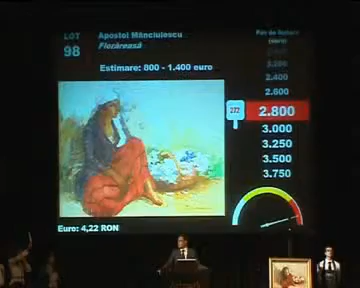 LOT
98
Apostol Mănciulescu
Florăreasă
Estimare: 800 - 1.400 euro
2.400
2.600
272
2.800
3.000
3.250
3.500
3.750
Euro: 4,22 RON